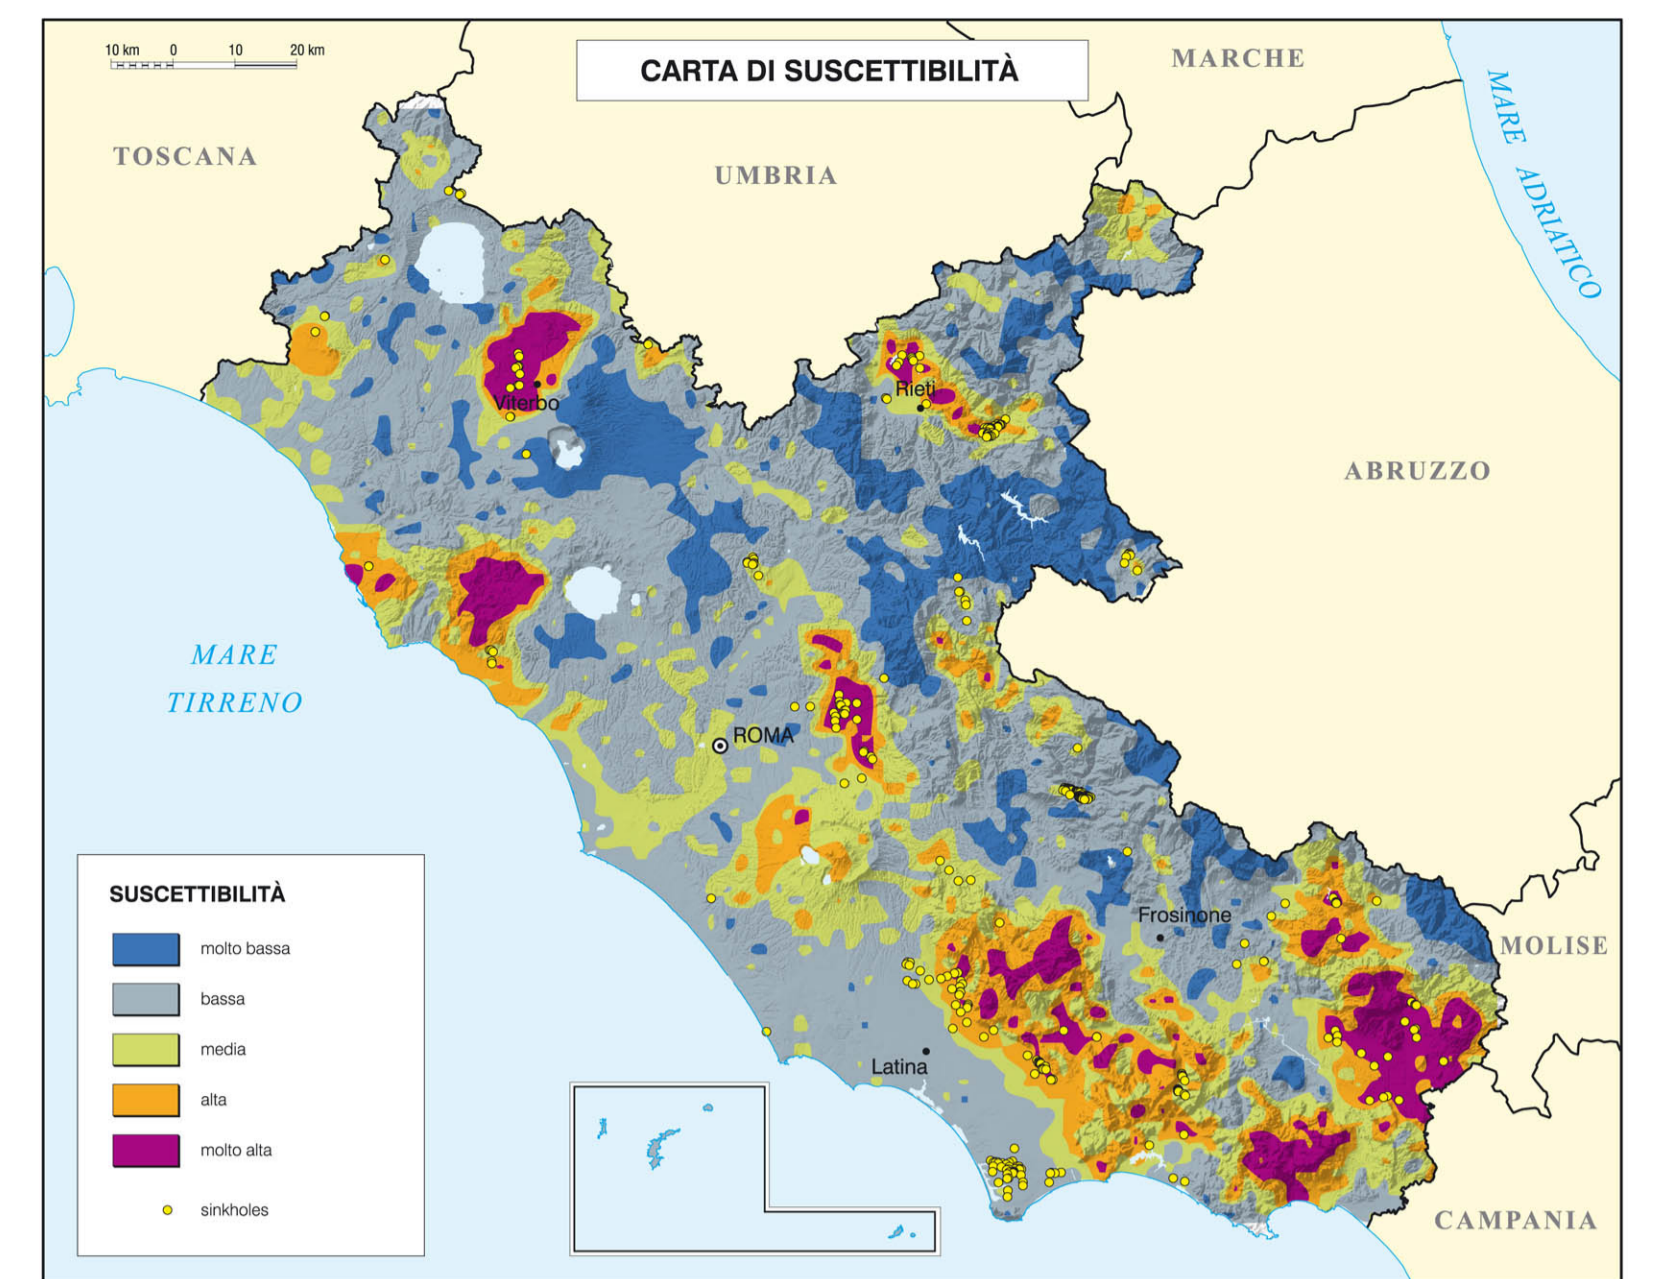 10 km 0 10 20 km
CARTA DI SUSCETTIBILITÀ
MARCHE
TOSCANA
UMBRIA
MARE ADRIATICO
Viterbo
Rieti
ABRUZZO
MARE
TIRRENO
ROMA
SUSCETTIBILITÀ
molto bassa
bassa
media
alta
molto alta
sinkholes
Frosinone
MOLISE
Latina
CAMPANIA